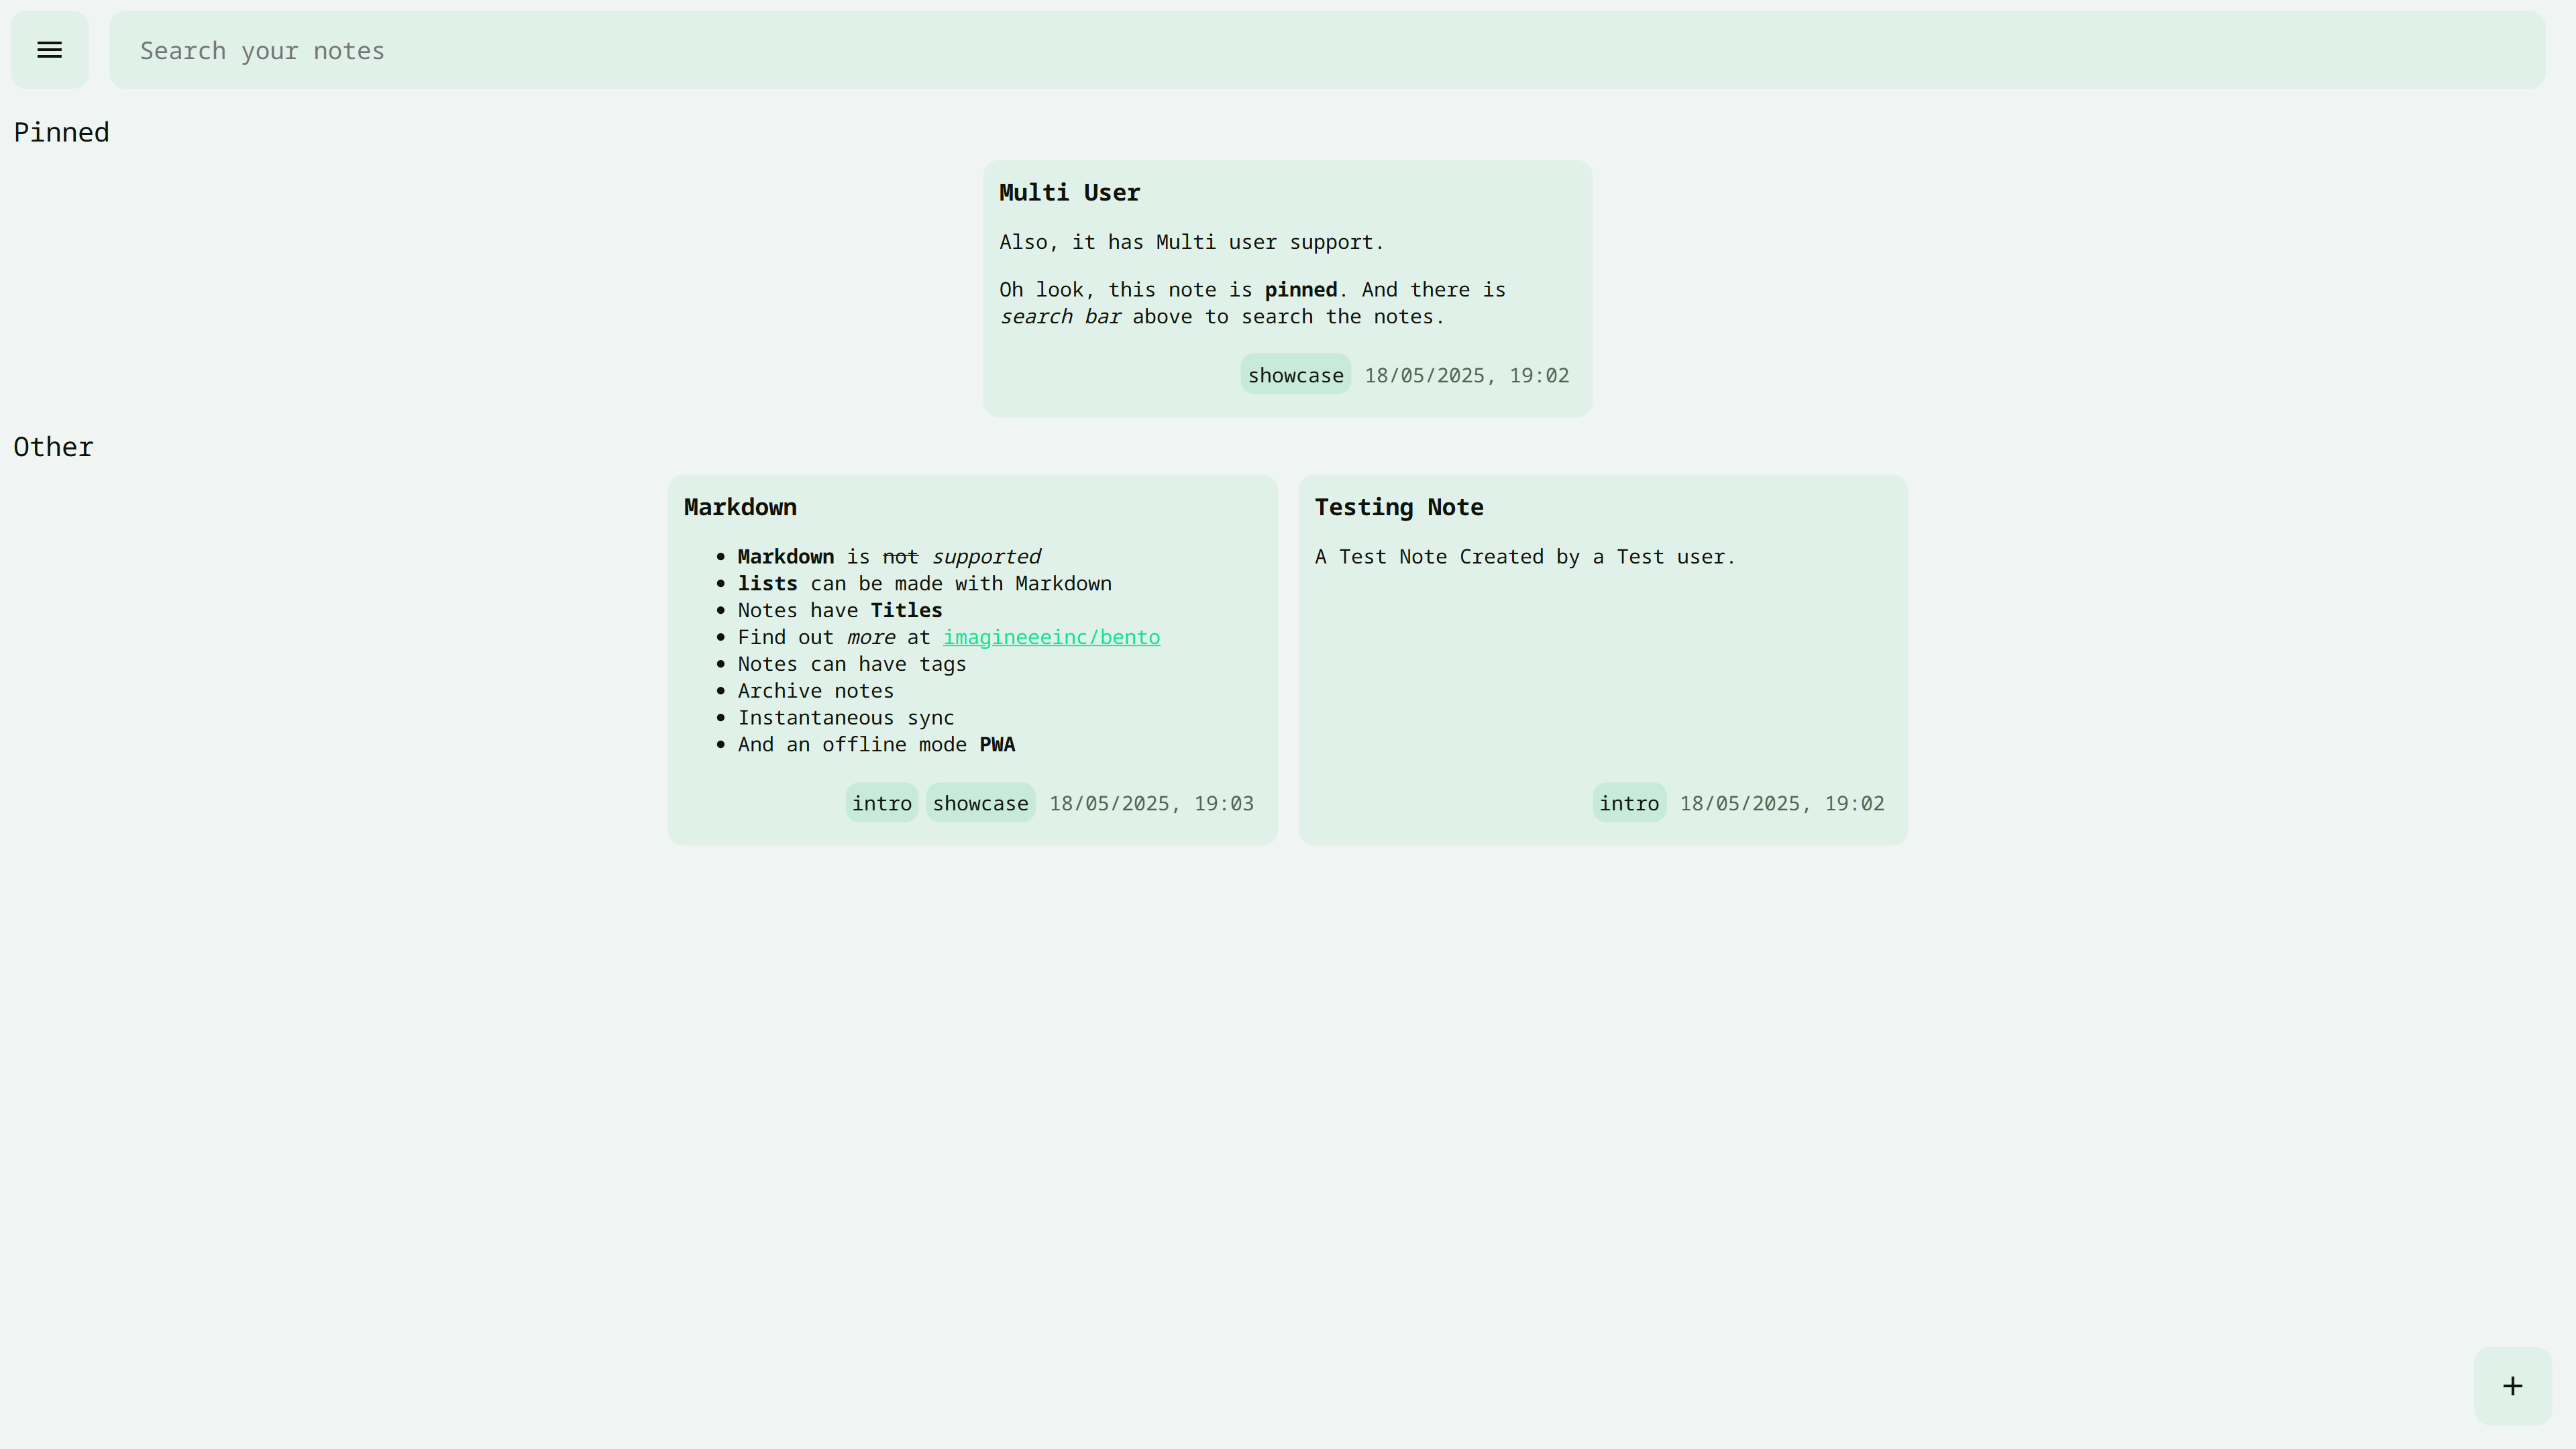 Search your notes
Pinned
Multi User
Also, it has Multi user support.
Oh look, this note is pinned. And there is
search bar above to search the notes.
showcase 18/05/2025, 19:02
Other
Markdown
Markdown is not supported
lists can be made with Markdown
Notes have Titles
Find out more at imagineeeinc/bento
Notes can have tags
Archive notes
Instantaneous sync
And an offline mode PWA
intro showcase 18/05/2025, 19:03
Testing Note
A Test Note Created by a Test user.
intro 18/05/2025, 19:02